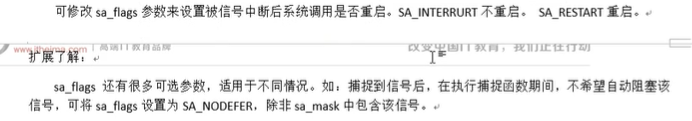 可修改 sa_flags 参数来设置被信号中断后系统调用是否重启。SA_INTERRURT 不重启。 SA_RESTART 重启。
www.itheima.com 高端IT教育品牌
改变中国IT教育，我们正在行动
扩展了解：
sa_flags 还有很多可选参数，适用于不同情况。如：捕捉到信号后，在执行捕捉函数期间，不希望自动阻塞该
信号，可将 sa_flags 设置为 SA_NODEFER，除非 sa_mask 中包含该信号。